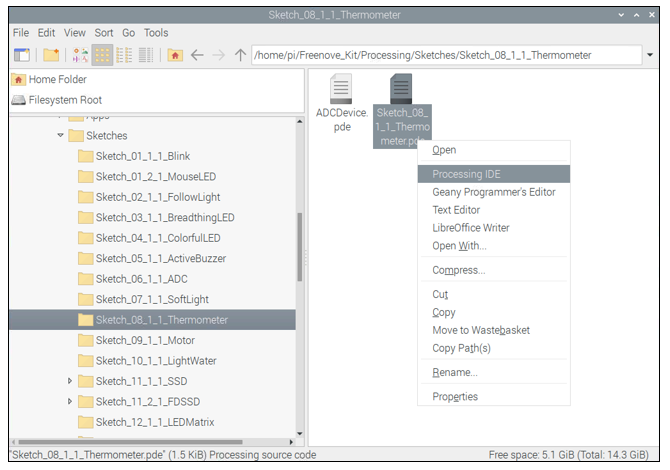 Sketch_08_1_1_Thermometer
File Edit View Sort Go Tools
/home/pi/Freenove_Kit/Processing/Sketches/Sketch_08_1_1_Thermometer
Home Folder
Filesystem Root
Apps
Sketches
Sketch_01_1_1_Blink
Sketch_01_2_1_MouseLED
Sketch_02_1_1_FollowLight
Sketch_03_1_1_BreadthingLED
Sketch_04_1_1_ColorfulLED
Sketch_05_1_1_ActiveBuzzer
Sketch_06_1_1_ADC
Sketch_07_1_1_SoftLight
Sketch_08_1_1_Thermometer
Sketch_09_1_1_Motor
Sketch_10_1_1_LightWater
Sketch_11_1_1_SSD
Sketch_11_2_1_FDSSD
Sketch_12_1_1_LEDMatrix
ADCDevice.
pde
Sketch_08_
1_1_Thermo
meter.pde
Open
Processing IDE
Geany Programmer's Editor
Text Editor
LibreOffice Writer
Open With...
Compress...
Cut
Copy
Move to Wastebasket
Copy Path(s)
Rename...
Properties
"Sketch_08_1_1_Thermometer.pde" (1.5 KiB) Processing source code
Free space: 5.1 GiB (Total: 14.3 GiB)